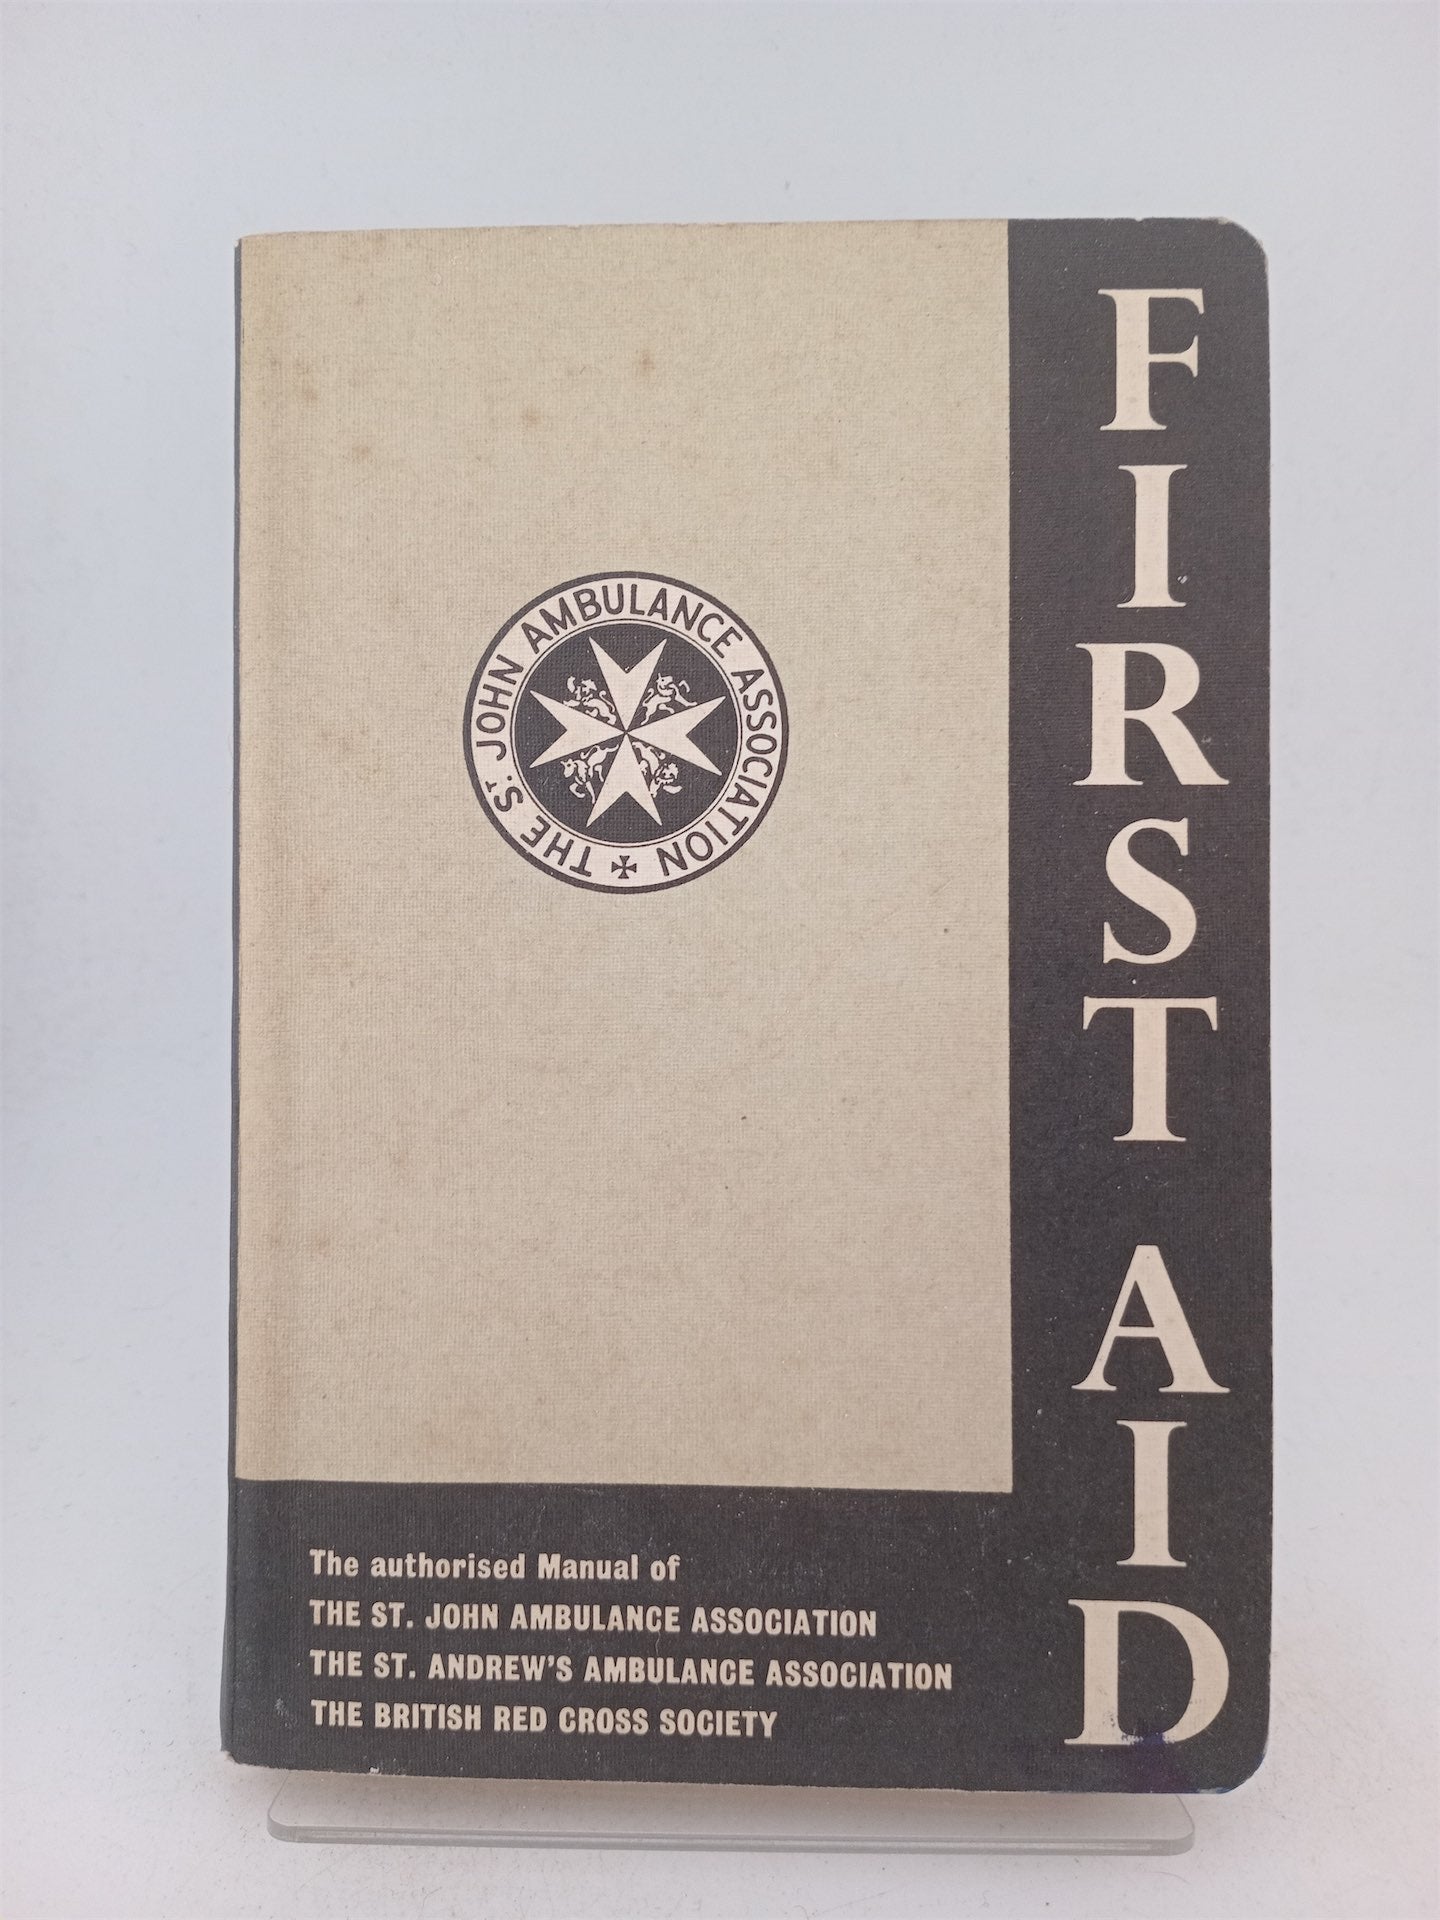 FIRST AID
THE ST. JOHN AMBULANCE ASSOCIATION
The authorised Manual of
THE ST. JOHN AMBULANCE ASSOCIATION
THE ST. ANDREW'S AMBULANCE ASSOCIATION
THE BRITISH RED CROSS SOCIETY